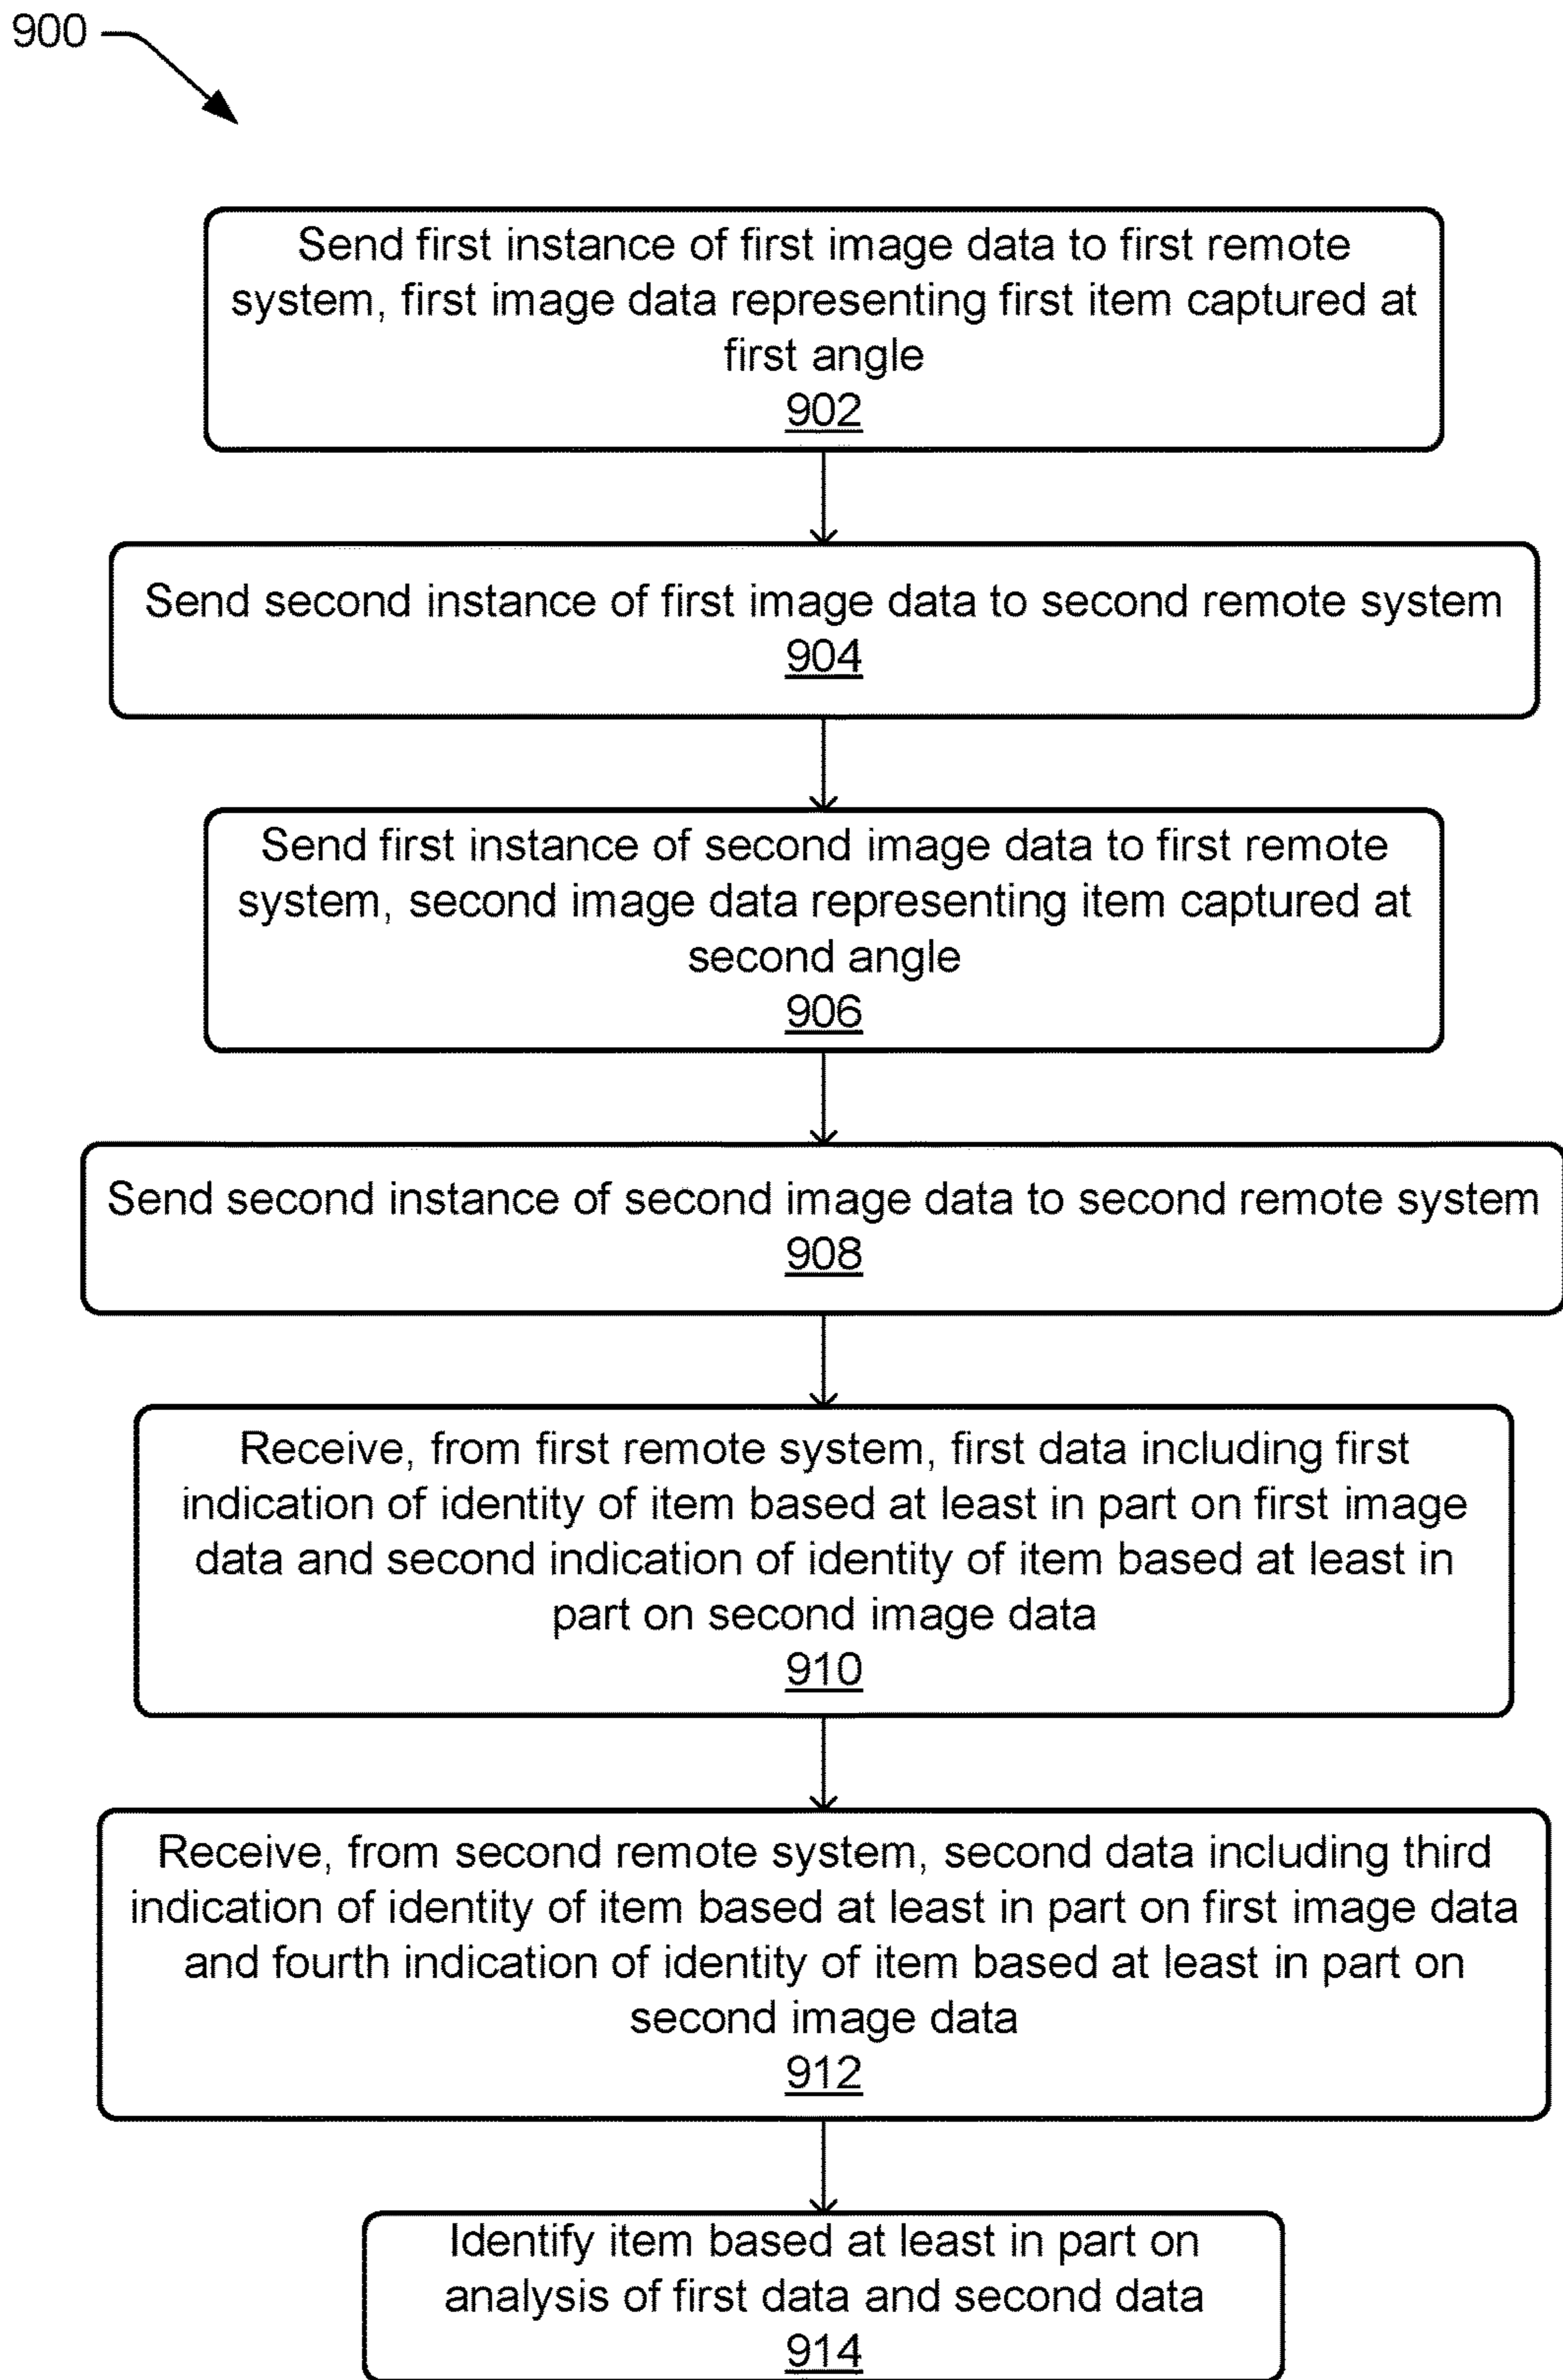 900
Send first instance of first image data to first remote
system, first image data representing first item captured at
first angle
902
Send second instance of first image data to second remote system
904
Send first instance of second image data to first remote
system, second image data representing item captured at
second angle
906
Send second instance of second image data to second remote system
908
Receive, from first remote system, first data including first
indication of identity of item based at least in part on first image
data and second indication of identity of item based at least in
part on second image data
910
Receive, from second remote system, second data including third
indication of identity of item based at least in part on first image data
and fourth indication of identity of item based at least in part on
second image data
912
Identify item based at least in part on
analysis of first data and second data
914